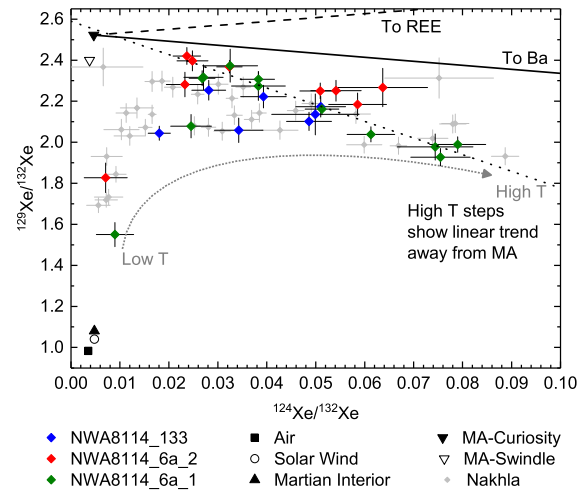 To REE
To Ba
2.6
2.4
2.2
2.0
1.8
1.6
1.4
1.2
1.0
0.9
¹²⁹Xe/¹³²Xe
High T
Low T
High T steps
show linear trend
away from MA
0.00 0.01 0.02 0.03 0.04 0.05 0.06 0.07 0.08 0.09 0.10
¹²⁴Xe/¹³²Xe
NWA8114_133 Air MA-Curiosity
NWA8114_6a_2 Solar Wind MA-Swindle
NWA8114_6a_1 Martian Interior Nakhla